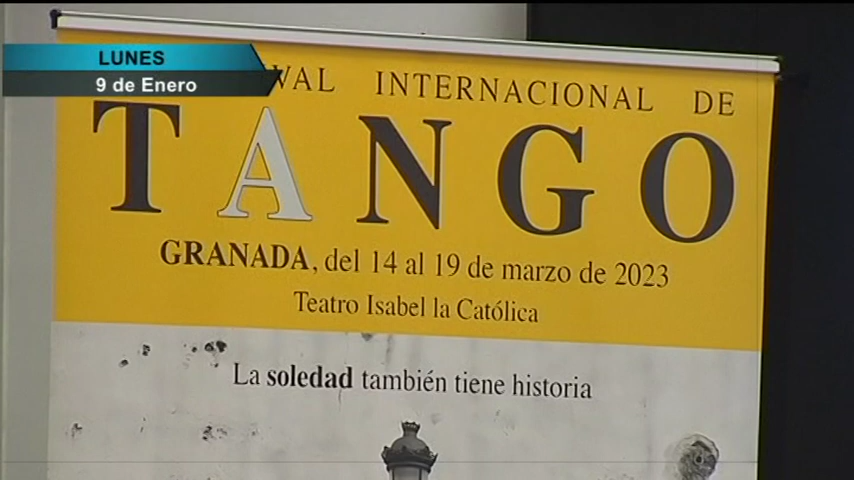 LUNES
9 de Enero
INTERNACIONAL DE
TANGO
GRANADA, del 14 al 19 de marzo de 2023
Teatro Isabel la Católica
La soledad también tiene historia